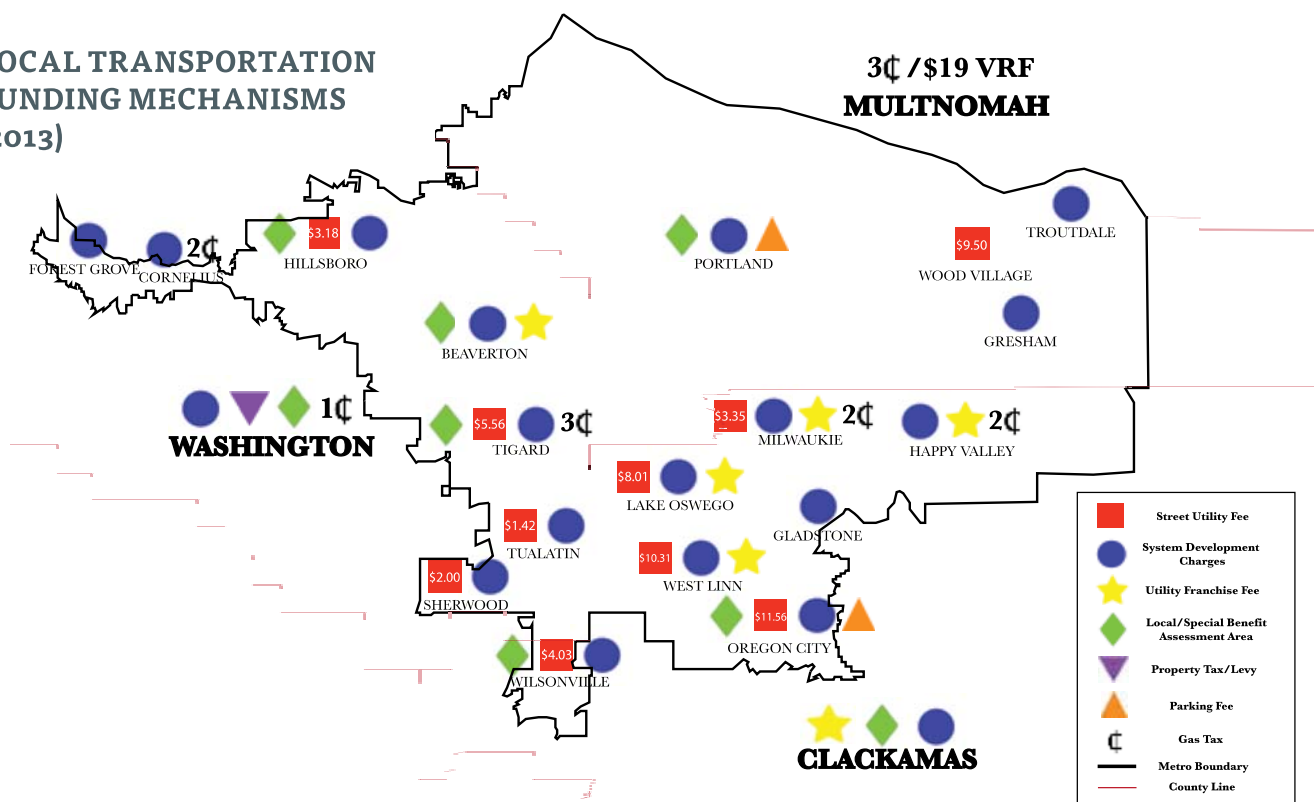 OCAL TRANSPORTATION
UNDING MECHANISMS
2013)
3¢ /$19 VRF
MULTNOMAH
TROUTDALE
$9.50
WOOD VILLAGE
GRESHAM
PORTLAND
$3.18
HILLSBORO
FOREST GROVE
2¢
CORNELIUS
BEAVERTON
1¢
WASHINGTON
$5.56
3¢
TIGARD
$3.35
2¢
MILWAUKIE
2¢
HAPPY VALLEY
$8.01
LAKE OSWEGO
GLADSTONE
$1.42
TUALATIN
$10.31
WEST LINN
$2.00
SHERWOOD
$11.56
OREGON CITY
$4.03
WILSONVILLE
CLACKAMAS
Street Utility Fee
System Development
Charges
Utility Franchise Fee
Local/Special Benefit
Assessment Area
Property Tax/Levy
Parking Fee
¢ Gas Tax
Metro Boundary
County Line